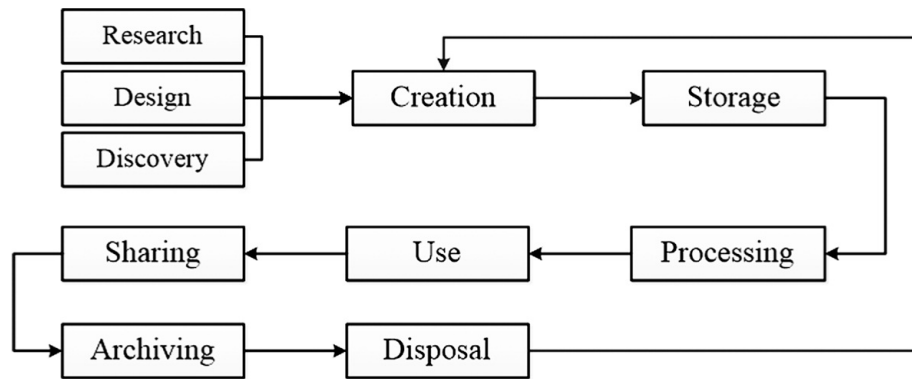 Research
Design
Discovery
Creation
Storage
Sharing
Use
Processing
Archiving
Disposal